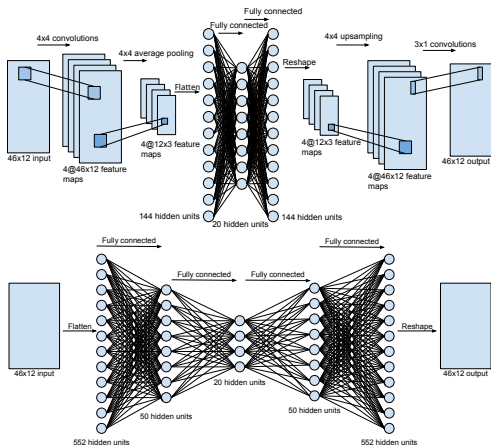 Fully connected
Fully connected
4x4 convolutions
4x4 average pooling
Flatten
Reshape
4x4 upsampling
3x1 convolutions
46x12 input
4@46x12 feature
maps
4@12x3 feature
maps
144 hidden units
20 hidden units
144 hidden units
4@12x3 feature
maps
4@46x12 feature
maps
46x12 output
Fully connected
Fully connected
Fully connected
Fully connected
Flatten
Reshape
46x12 input
552 hidden units
50 hidden units
20 hidden units
50 hidden units
552 hidden units
46x12 output